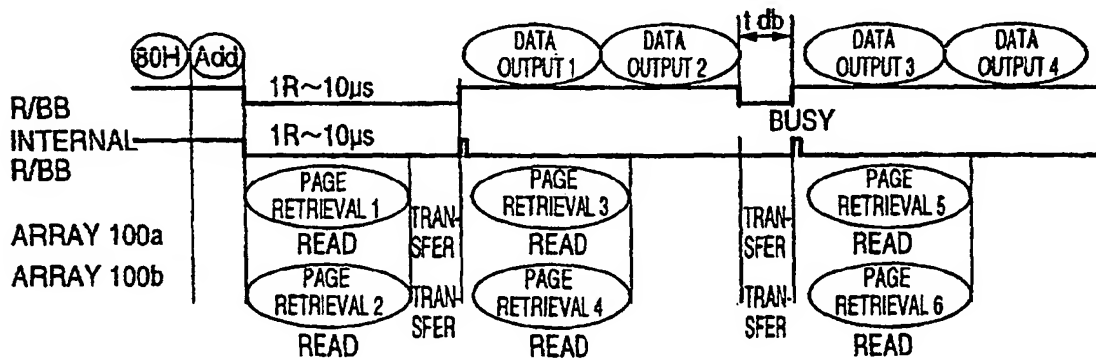 t db
80H Add DATA OUTPUT 1 DATA OUTPUT 2 DATA OUTPUT 3 DATA OUTPUT 4
R/BB 1R~10μs BUSY
INTERNAL R/BB 1R~10μs
ARRAY 100a PAGE RETRIEVAL 1 READ TRAN-SFER PAGE RETRIEVAL 3 READ TRAN-SFER PAGE RETRIEVAL 5 READ
ARRAY 100b PAGE RETRIEVAL 2 READ TRAN-SFER PAGE RETRIEVAL 4 READ TRAN-SFER PAGE RETRIEVAL 6 READ